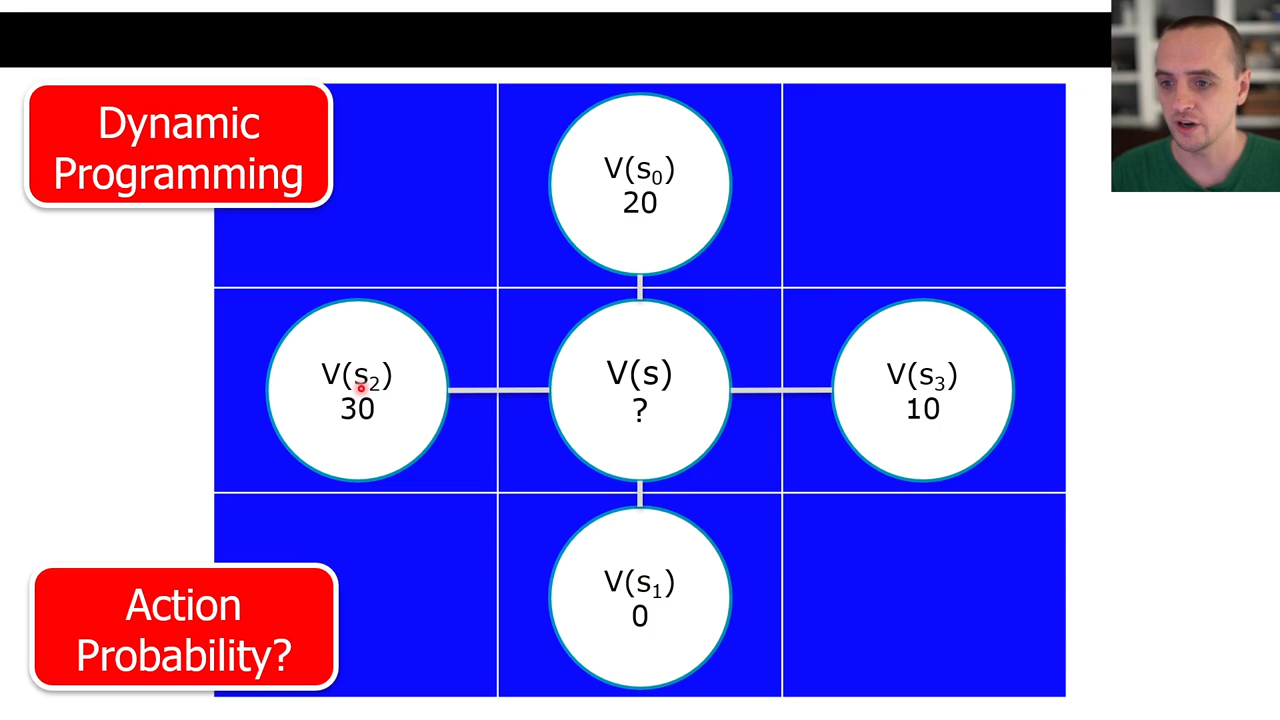 Dynamic
Programming
V(s₀)
20
V(s₂)
30
V(s)
?
V(s₃)
10
V(s₁)
0
Action
Probability?